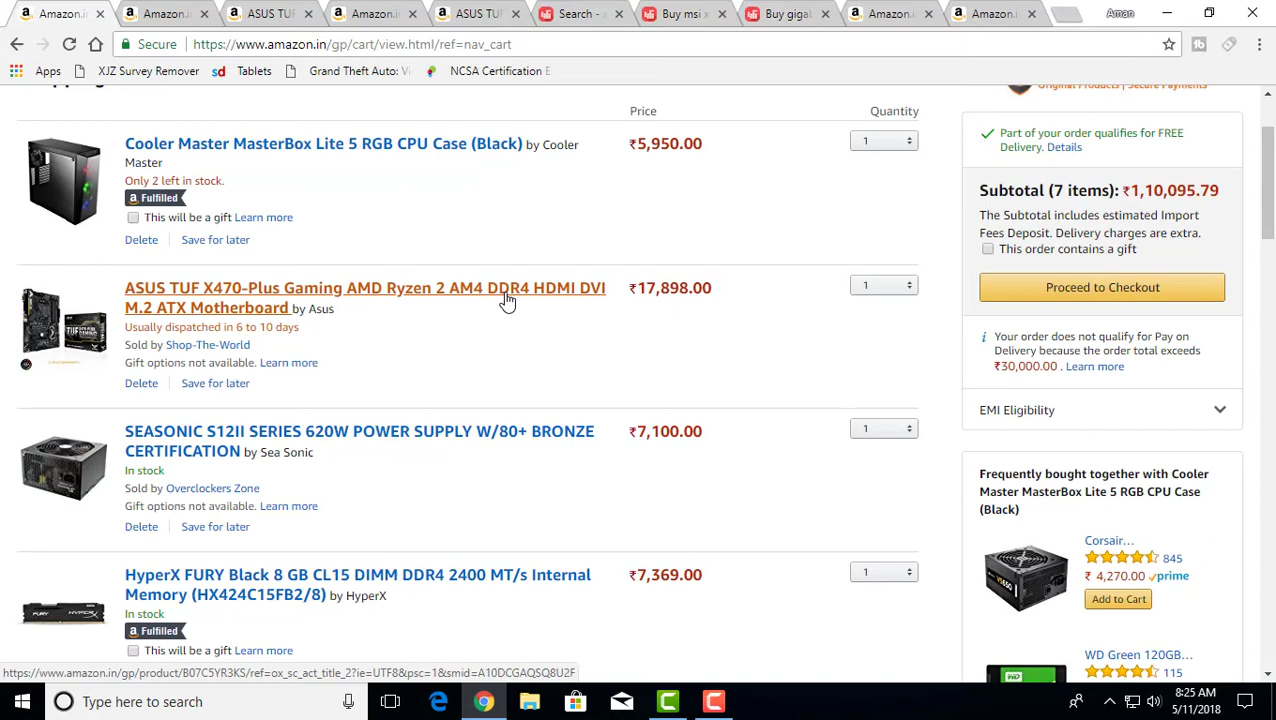 Amazon.in
Amazon.in
ASUS TUF
Amazon.in
ASUS TUF
Search - x
Buy msi x
Buy gigab
Amazon.in
Amazon.in
Aman
Secure
https://www.amazon.in/gp/cart/view.html/ref=nav_cart
Apps
XJZ Survey Remover
sd
Tablets
Grand Theft Auto: Vi
NCSA Certification E
Original Products | Secure Payments
Price
Quantity
Cooler Master MasterBox Lite 5 RGB CPU Case (Black) by Cooler
Master
Only 2 left in stock.
a Fulfilled
This will be a gift Learn more
Delete
Save for later
₹5,950.00
1
ASUS TUF X470-Plus Gaming AMD Ryzen 2 AM4 DDR4 HDMI DVI
M.2 ATX Motherboard by Asus
Usually dispatched in 6 to 10 days
Sold by Shop-The-World
Gift options not available. Learn more
Delete
Save for later
₹17,898.00
1
SEASONIC S12II SERIES 620W POWER SUPPLY W/80+ BRONZE
CERTIFICATION by Sea Sonic
In stock
Sold by Overclockers Zone
Gift options not available. Learn more
Delete
Save for later
₹7,100.00
1
HyperX FURY Black 8 GB CL15 DIMM DDR4 2400 MT/s Internal
Memory (HX424C15FB2/8) by HyperX
In stock
a Fulfilled
This will be a gift Learn more
₹7,369.00
1
Part of your order qualifies for FREE
Delivery. Details
Subtotal (7 items): ₹1,10,095.79
The Subtotal includes estimated Import
Fees Deposit. Delivery charges are extra.
This order contains a gift
Proceed to Checkout
Your order does not qualify for Pay on
Delivery because the order total exceeds
₹30,000.00 . Learn more
EMI Eligibility
Frequently bought together with Cooler
Master MasterBox Lite 5 RGB CPU Case
(Black)
Corsair...
845
₹ 4,270.00 prime
Add to Cart
WD Green 120GB...
115
https://www.amazon.in/gp/product/B07C5YR3KS/ref=ox_sc_act_title_2?ie=UTF8&psc=1&smid=A10DCGAQSQ8U2F
Type here to search
8:25 AM
5/11/2018